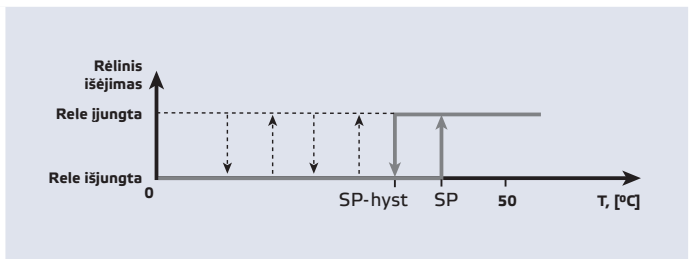 Rėlinis
išėjimas
Rele įjungta
Rele išjungta
0
SP-hyst
SP
50
T, [ºC]